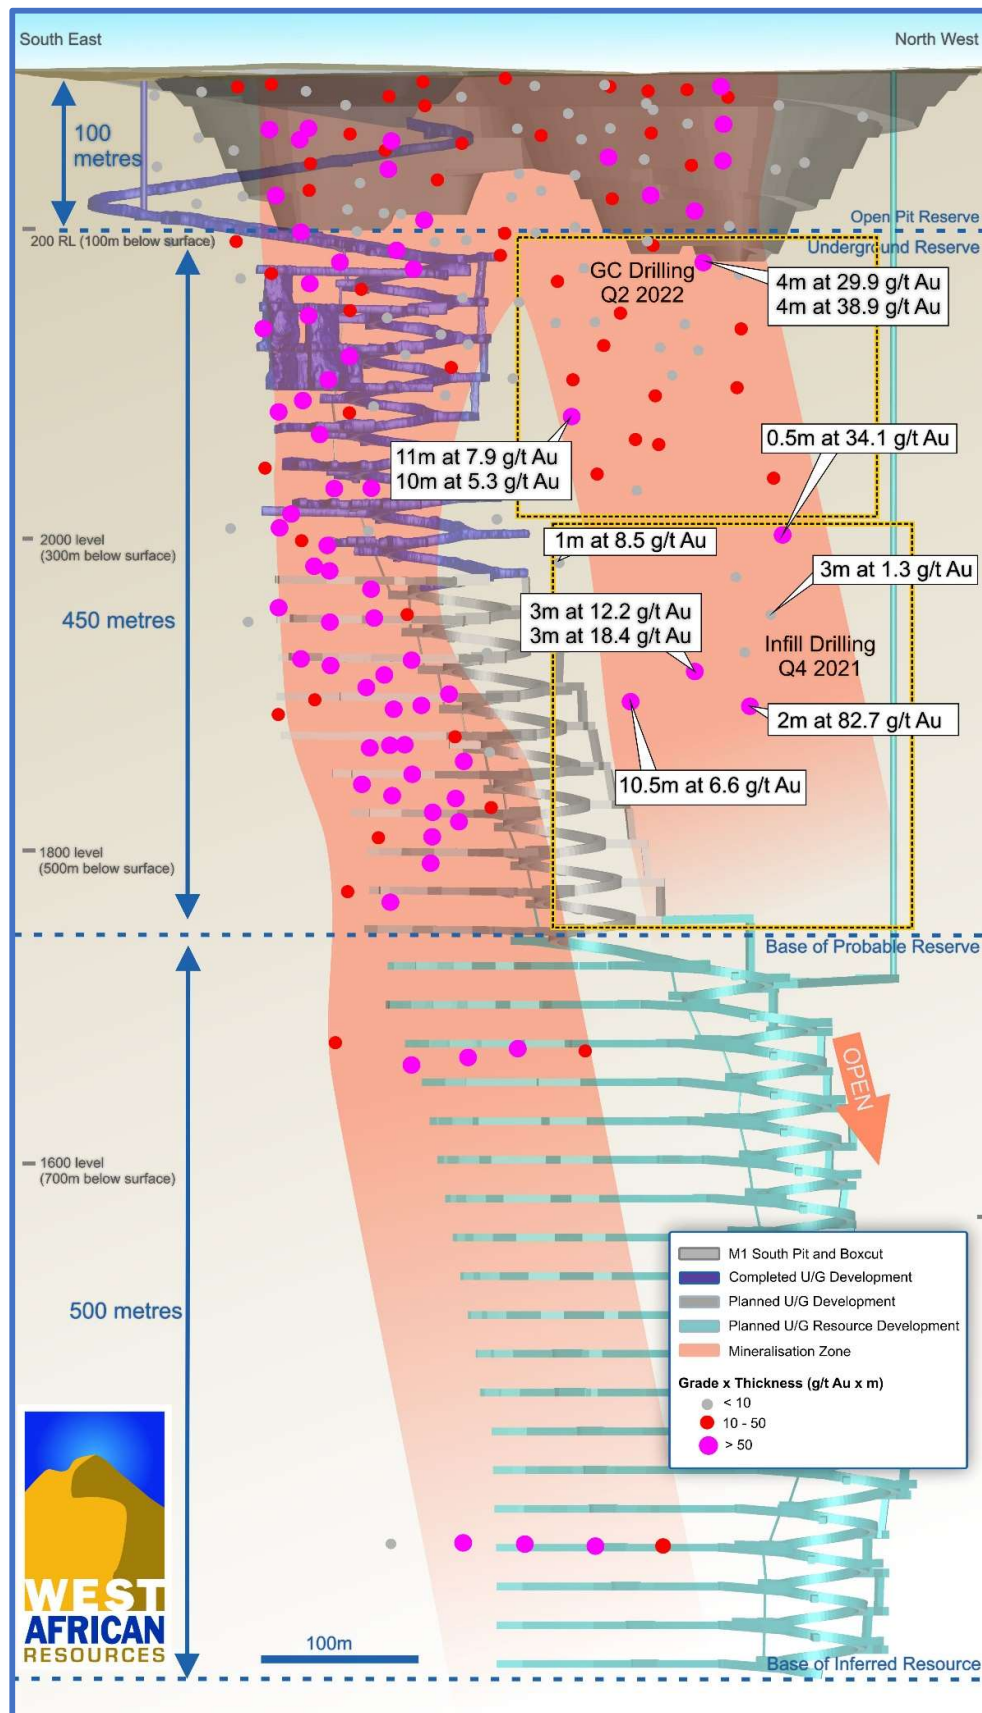 South East
North West
100
metres
Open Pit Reserve
200 RL (100m below surface)
Underground Reserve
GC Drilling
Q2 2022
4m at 29.9 g/t Au
4m at 38.9 g/t Au
0.5m at 34.1 g/t Au
11m at 7.9 g/t Au
10m at 5.3 g/t Au
2000 level
(300m below surface)
1m at 8.5 g/t Au
3m at 1.3 g/t Au
450 metres
3m at 12.2 g/t Au
3m at 18.4 g/t Au
Infill Drilling
Q4 2021
2m at 82.7 g/t Au
10.5m at 6.6 g/t Au
1800 level
(500m below surface)
Base of Probable Reserve
OPEN
1600 level
(700m below surface)
500 metres
M1 South Pit and Boxcut
Completed U/G Development
Planned U/G Development
Planned U/G Resource Development
Mineralisation Zone
Grade x Thickness (g/t Au x m)
< 10
10 - 50
> 50
WEST
AFRICAN
RESOURCES
100m
Base of Inferred Resource